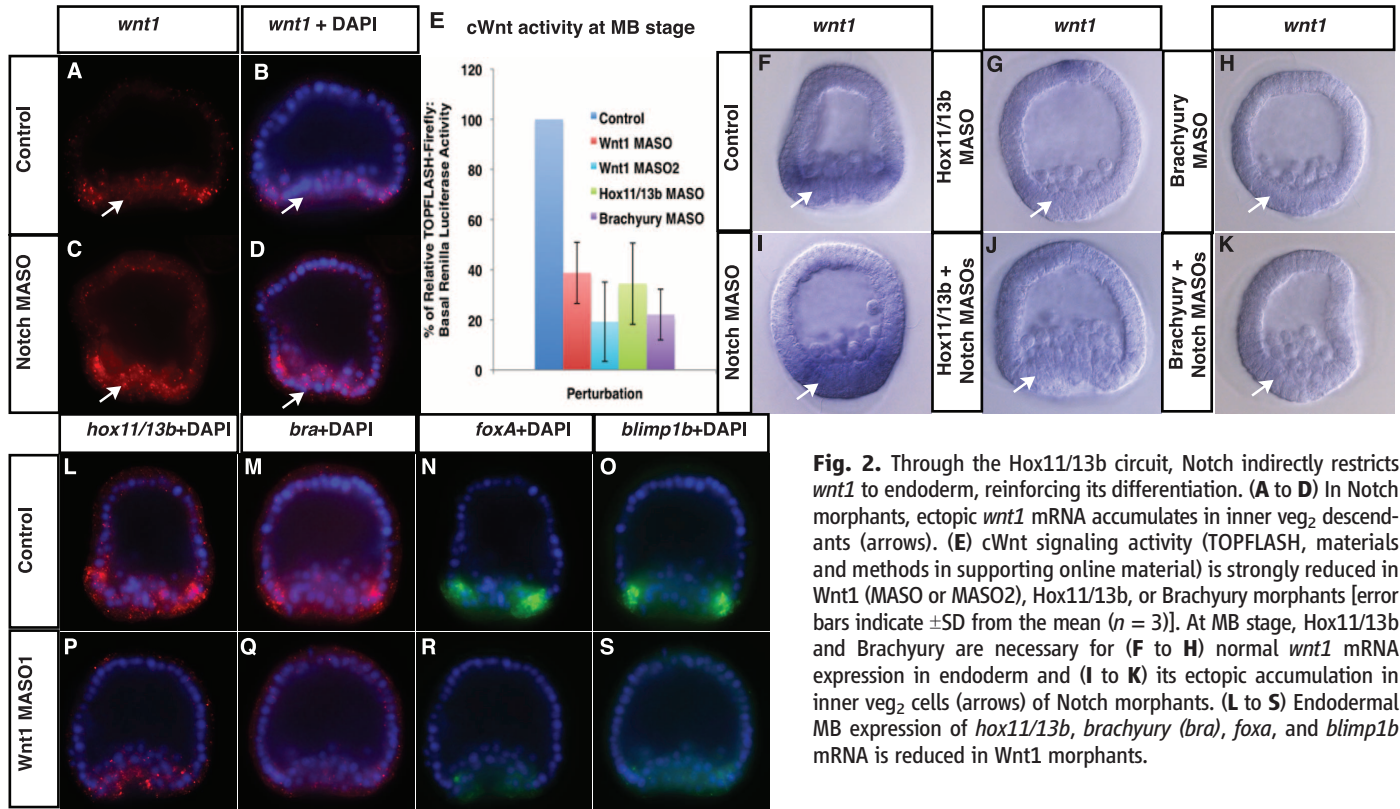 wnt1
wnt1 + DAPI
Control
A
B
Notch MASO
C
D
E
cWnt activity at MB stage
% of Relative TOPFLASH-Firefly:
Basal Renilla Luciferase Activity
120
100
80
60
40
20
0
Control
Wnt1 MASO
Wnt1 MASO2
Hox11/13b MASO
Brachyury MASO
Perturbation
wnt1
wnt1
wnt1
Control
F
Hox11/13b
MASO
G
Brachyury
MASO
H
Notch MASO
I
Hox11/13b +
Notch MASOs
J
Brachyury +
Notch MASOs
K
hox11/13b+DAPI
bra+DAPI
foxA+DAPI
blimp1b+DAPI
Control
L
M
N
O
Wnt1 MASO1
P
Q
R
S
Fig. 2. Through the Hox11/13b circuit, Notch indirectly restricts
wnt1 to endoderm, reinforcing its differentiation. (A to D) In Notch
morphants, ectopic wnt1 mRNA accumulates in inner veg₂ descend-
ants (arrows). (E) cWnt signaling activity (TOPFLASH, materials
and methods in supporting online material) is strongly reduced in
Wnt1 (MASO or MASO2), Hox11/13b, or Brachyury morphants [error
bars indicate ±SD from the mean (n = 3)]. At MB stage, Hox11/13b
and Brachyury are necessary for (F to H) normal wnt1 mRNA
expression in endoderm and (I to K) its ectopic accumulation in
inner veg₂ cells (arrows) of Notch morphants. (L to S) Endodermal
MB expression of hox11/13b, brachyury (bra), foxa, and blimp1b
mRNA is reduced in Wnt1 morphants.